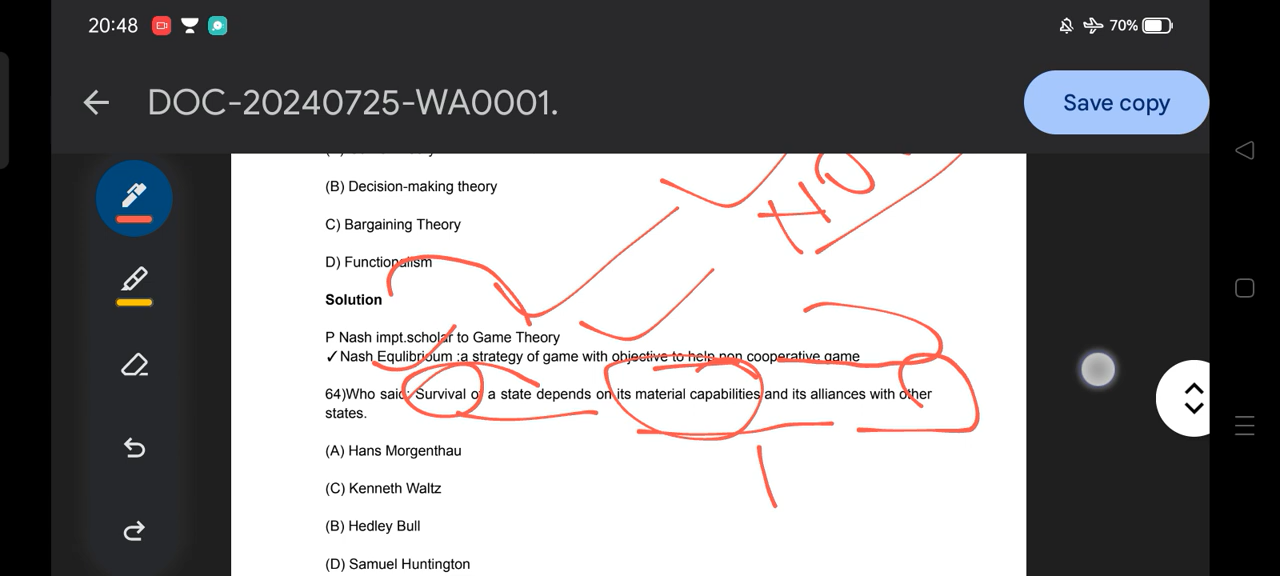 20:48
70%
DOC-20240725-WA0001.
Save copy
(B) Decision-making theory
C) Bargaining Theory
D) Functionalism
Solution
P Nash impt.scholar to Game Theory
✓Nash Equlibrioum :a strategy of game with objective to help non cooperative game
64)Who said: Survival of a state depends on its material capabilities and its alliances with other
states.
(A) Hans Morgenthau
(C) Kenneth Waltz
(B) Hedley Bull
(D) Samuel Huntington